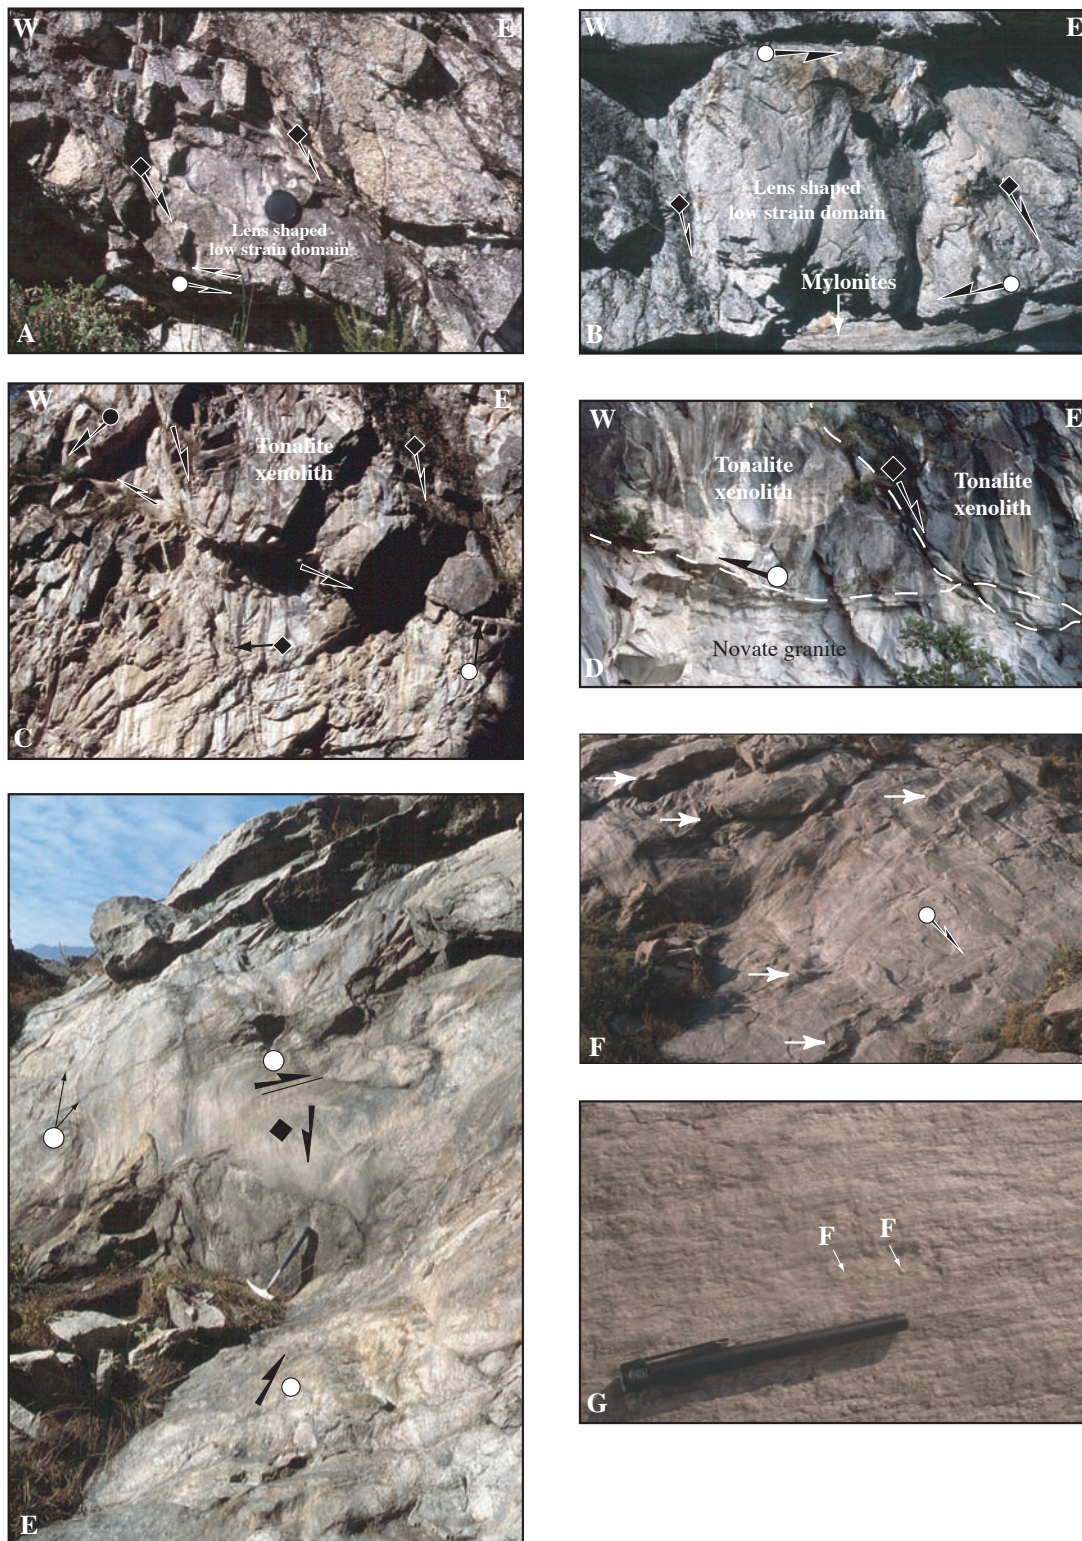 W
E
Lens shaped
low strain domain
A
W
E
Lens shaped
low strain domain
Mylonites
B
W
E
Tonalite
xenolith
C
W
E
Tonalite
xenolith
Tonalite
xenolith
Novate granite
D
E
F
F
F
G